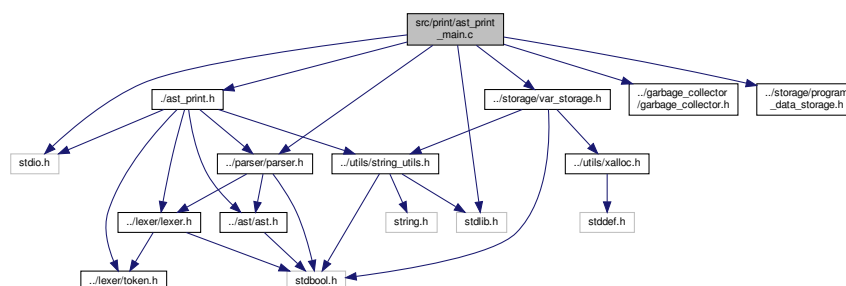 src/print/ast_print
_main.c
./ast_print.h
../storage/var_storage.h
../garbage_collector
/garbage_collector.h
../storage/program
_data_storage.h
stdio.h
../parser/parser.h
../utils/string_utils.h
../utils/xalloc.h
../lexer/lexer.h
../ast/ast.h
string.h
stdlib.h
stddef.h
../lexer/token.h
stdbool.h